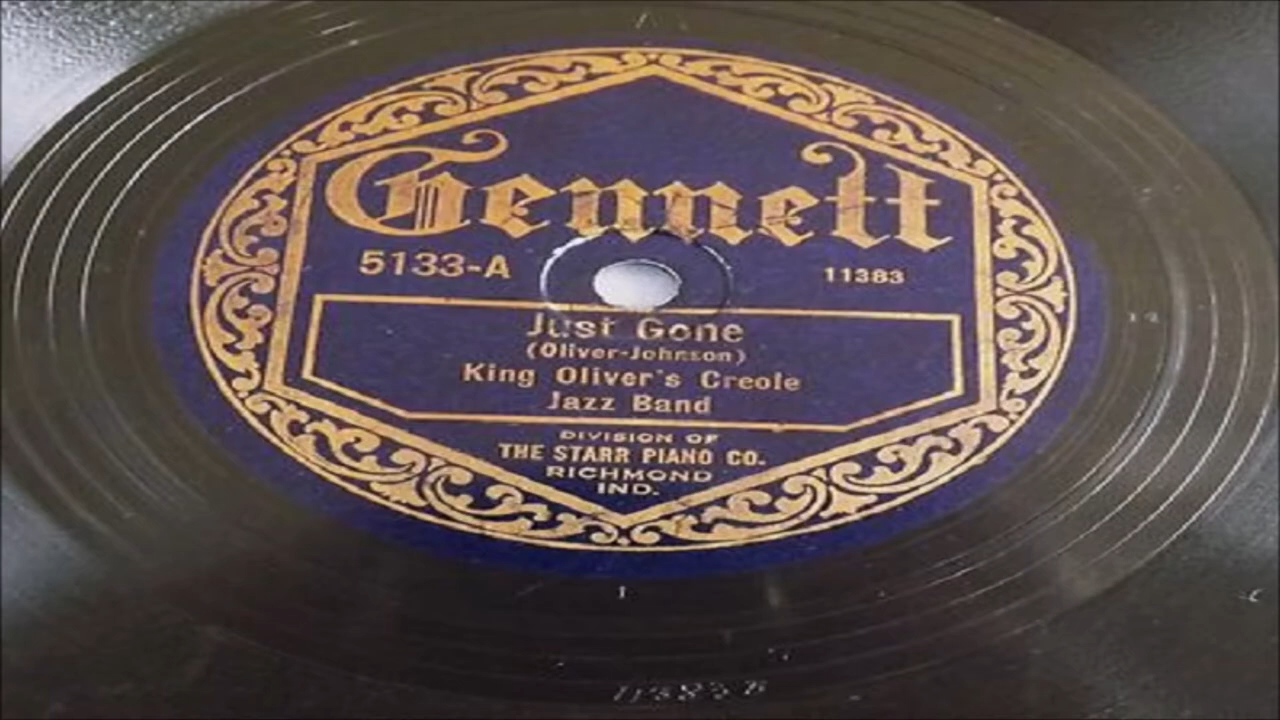 Gennett
5133-A 11383
Just Gone
(Oliver-Johnson)
King Oliver's Creole
Jazz Band
DIVISION OF
THE STARR PIANO CO.
RICHMOND
IND.